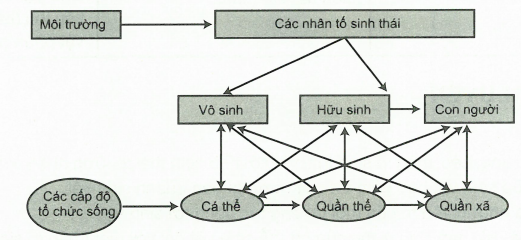 Môi trường
Các nhân tố sinh thái
Vô sinh
Hữu sinh
Con người
Các cấp độ
tổ chức sống
Cá thể
Quần thể
Quần xã